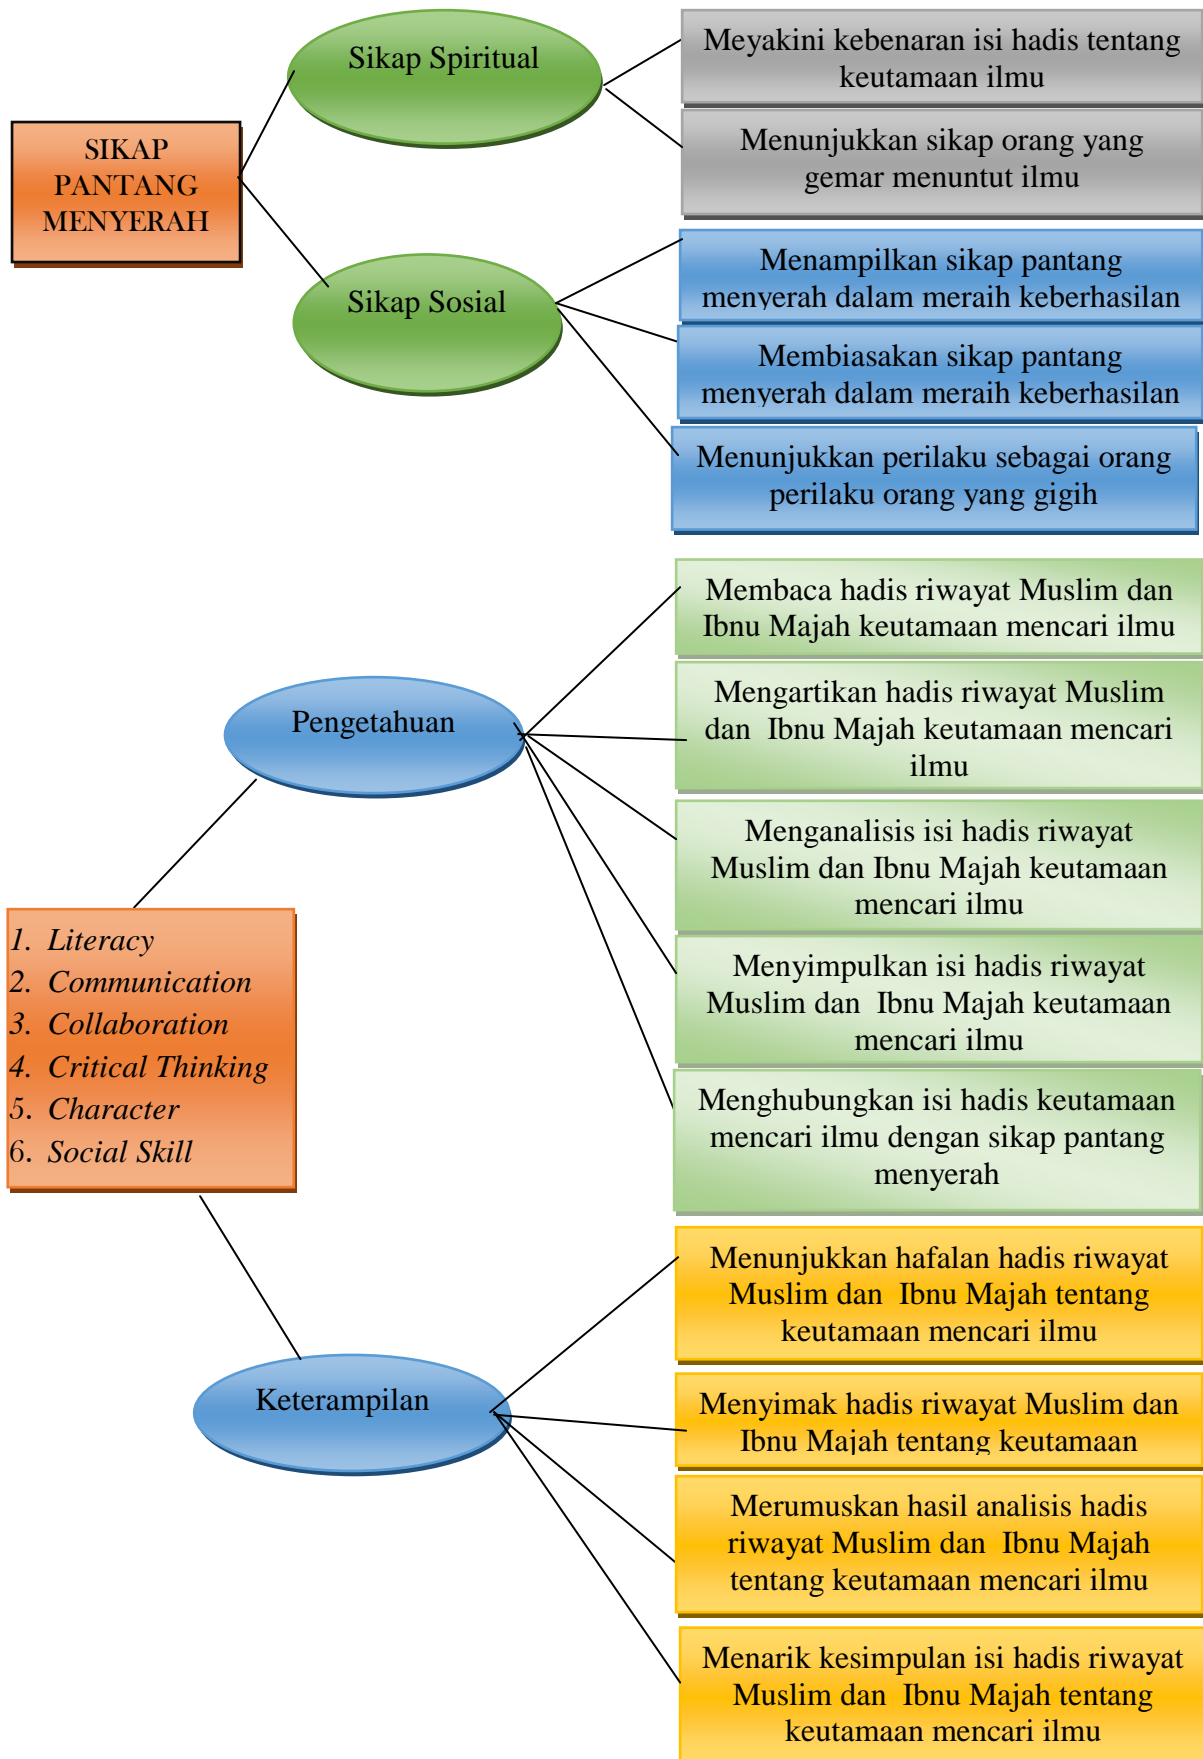 Sikap Spiritual
Meyakini kebenaran isi hadis tentang
keutamaan ilmu
Menunjukkan sikap orang yang
gemar menuntut ilmu
SIKAP
PANTANG
MENYERAH
Sikap Sosial
Menampilkan sikap pantang
menyerah dalam meraih keberhasilan
Membiasakan sikap pantang
menyerah dalam meraih keberhasilan
Menunjukkan perilaku sebagai orang
perilaku orang yang gigih
Pengetahuan
Membaca hadis riwayat Muslim dan
Ibnu Majah keutamaan mencari ilmu
Mengartikan hadis riwayat Muslim
dan Ibnu Majah keutamaan mencari
ilmu
Menganalisis isi hadis riwayat
Muslim dan Ibnu Majah keutamaan
mencari ilmu
Menyimpulkan isi hadis riwayat
Muslim dan Ibnu Majah keutamaan
mencari ilmu
Menghubungkan isi hadis keutamaan
mencari ilmu dengan sikap pantang
menyerah
1. Literacy
2. Communication
3. Collaboration
4. Critical Thinking
5. Character
6. Social Skill
Keterampilan
Menunjukkan hafalan hadis riwayat
Muslim dan Ibnu Majah tentang
keutamaan mencari ilmu
Menyimak hadis riwayat Muslim dan
Ibnu Majah tentang keutamaan
Merumuskan hasil analisis hadis
riwayat Muslim dan Ibnu Majah
tentang keutamaan mencari ilmu
Menarik kesimpulan isi hadis riwayat
Muslim dan Ibnu Majah tentang
keutamaan mencari ilmu